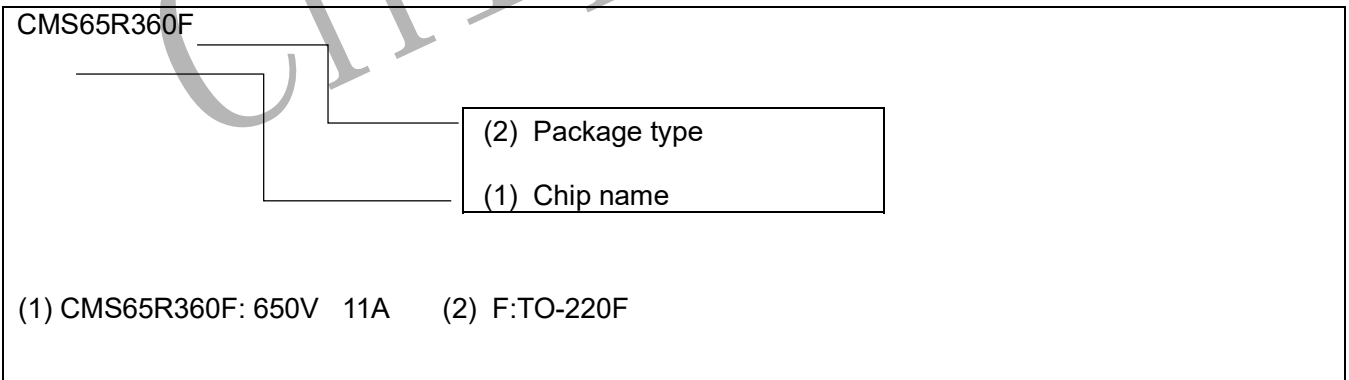 CMS65R360F
(2) Package type
(1) Chip name
(1) CMS65R360F: 650V 11A (2) F:TO-220F